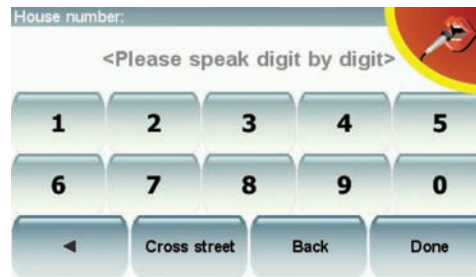 House number:
<Please speak digit by digit>
1 2 3 4 5
6 7 8 9 0
◄ Cross street Back Done